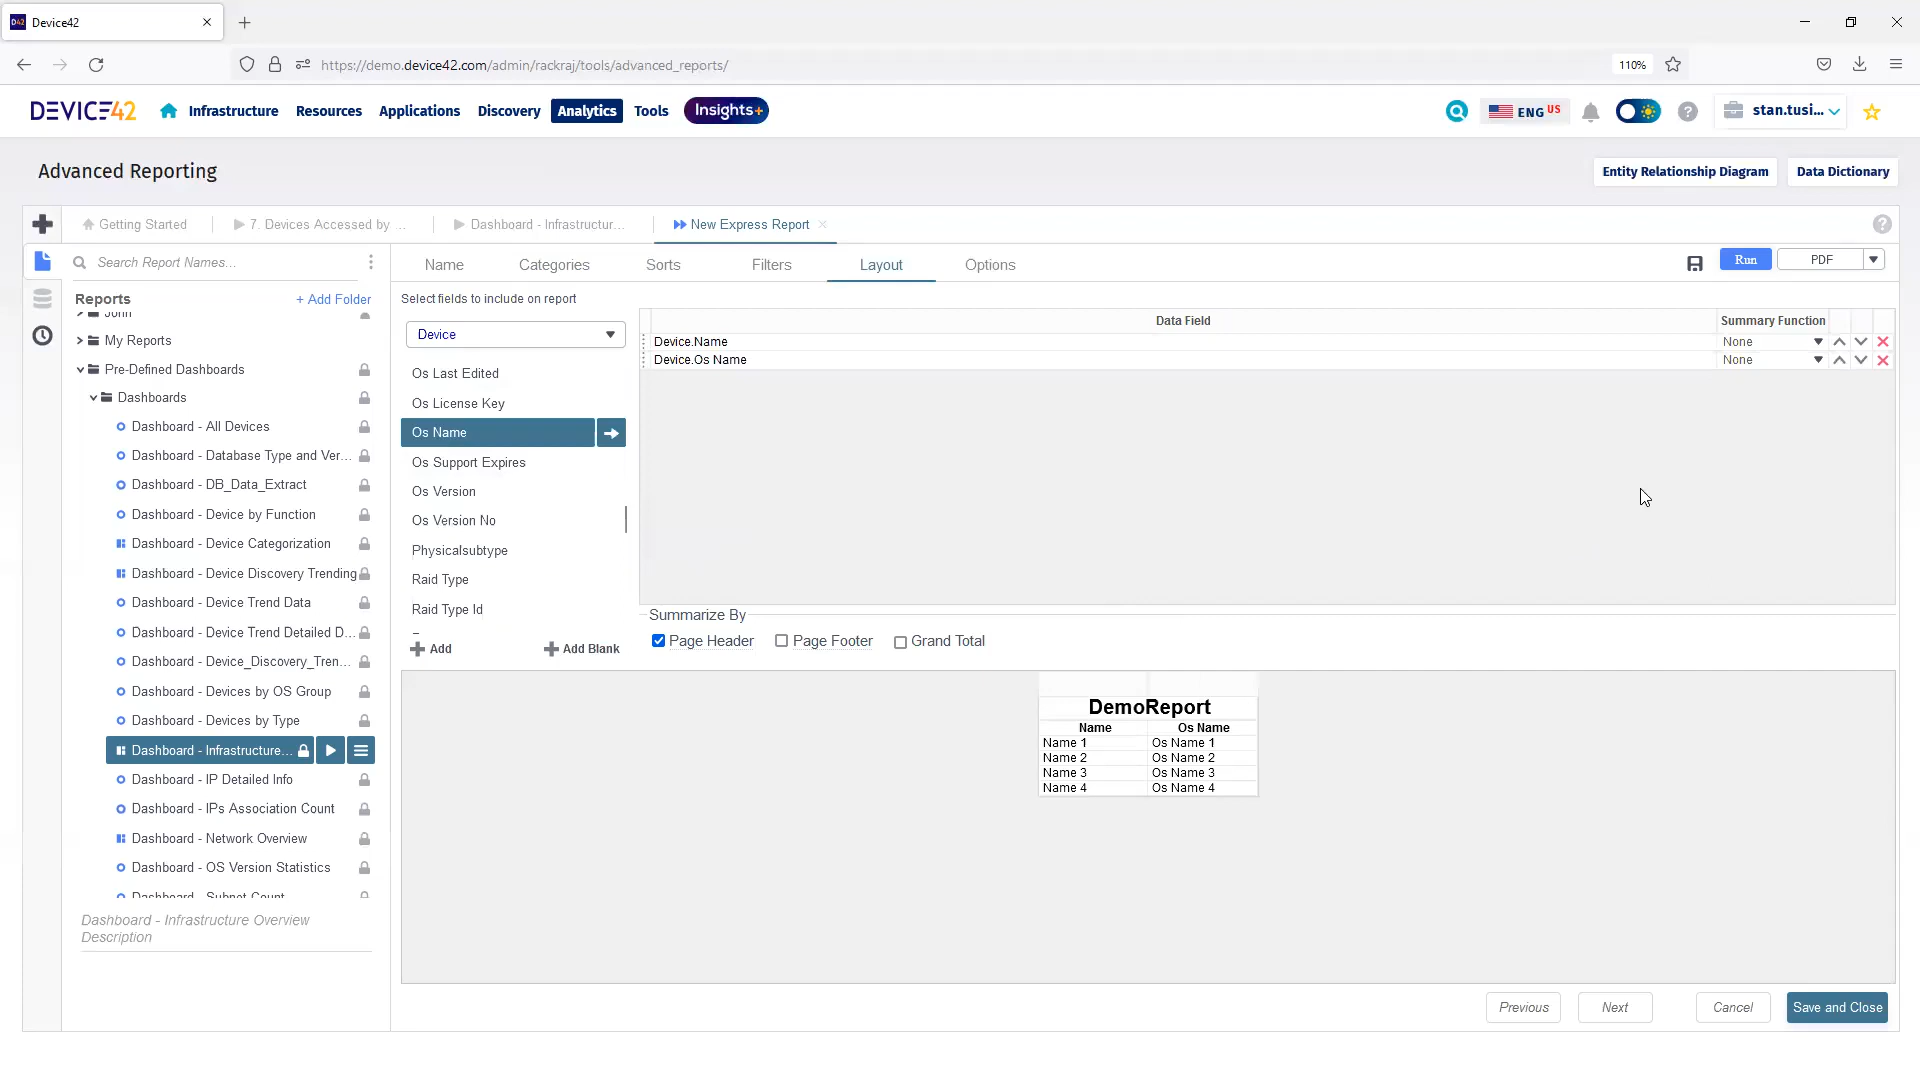 D42 Device42
https://demo.device42.com/admin/rackraj/tools/advanced_reports/
110%
DEVICE42
Infrastructure
Resources
Applications
Discovery
Analytics
Tools
Insights+
ENG US
?
stan.tusi...
Advanced Reporting
Entity Relationship Diagram
Data Dictionary
Getting Started
7. Devices Accessed by ...
Dashboard - Infrastructur...
New Express Report
?
Search Report Names...
Name
Categories
Sorts
Filters
Layout
Options
Run
PDF
Reports
+ Add Folder
John
My Reports
Pre-Defined Dashboards
Dashboards
Dashboard - All Devices
Dashboard - Database Type and Ver...
Dashboard - DB_Data_Extract
Dashboard - Device by Function
Dashboard - Device Categorization
Dashboard - Device Discovery Trending
Dashboard - Device Trend Data
Dashboard - Device Trend Detailed D...
Dashboard - Device_Discovery_Tren...
Dashboard - Devices by OS Group
Dashboard - Devices by Type
Dashboard - Infrastructure...
Dashboard - IP Detailed Info
Dashboard - IPs Association Count
Dashboard - Network Overview
Dashboard - OS Version Statistics
Dashboard - Subnet Count
Dashboard - Infrastructure Overview
Description
Select fields to include on report
Device
Os Last Edited
Os License Key
Os Name
Os Support Expires
Os Version
Os Version No
Physicalsubtype
Raid Type
Raid Type Id
Add
Add Blank
Data Field
Summary Function
Device.Name
None
Device.Os Name
None
Summarize By
Page Header
Page Footer
Grand Total
DemoReport
Name
Os Name
Name 1
Os Name 1
Name 2
Os Name 2
Name 3
Os Name 3
Name 4
Os Name 4
Previous
Next
Cancel
Save and Close